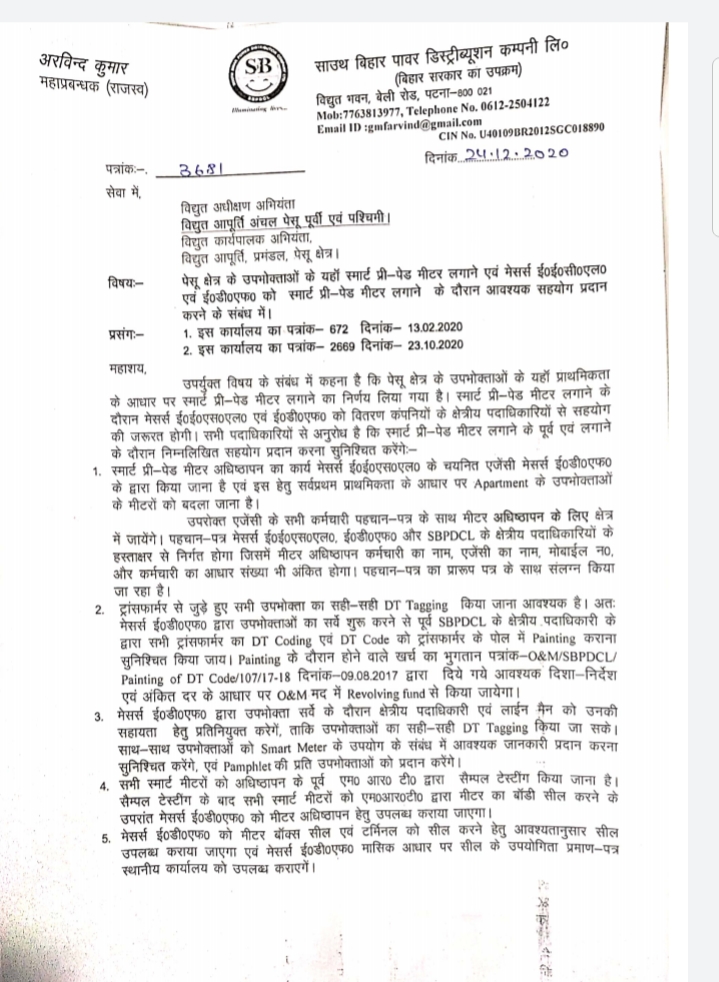 अरविन्द कुमार
महाप्रबन्धक (राजस्व)
SB
साउथ बिहार पावर डिस्ट्रीब्यूशन कम्पनी लि०
(बिहार सरकार का उपक्रम)
विद्युत भवन, बेली रोड, पटना–800 021
Mob:7763813977, Telephone No. 0612-2504122
Email ID :gmfarvind@gmail.com
CIN No. U40109BR2012SGC018890
पत्रांकः–. 3681
दिनांक 24.12.2020
सेवा में,
विद्युत अधीक्षण अभियंता
विद्युत आपूर्ति अंचल पेसू पूर्वी एवं पश्चिमी।
विद्युत कार्यपालक अभियंता,
विद्युत आपूर्ति, प्रमंडल, पेसू क्षेत्र।
विषयः– पेसू क्षेत्र के उपभोक्ताओं के यहाँ स्मार्ट प्री–पेड मीटर लगाने एवं मेसर्स ई०ई०सी०एल०
एवं ई०डी०एफ० को स्मार्ट प्री–पेड मीटर लगाने के दौरान आवश्यक सहयोग प्रदान
करने के संबंध में।
प्रसंगः– 1. इस कार्यालय का पत्रांक– 672 दिनांक– 13.02.2020
2. इस कार्यालय का पत्रांक– 2669 दिनांक– 23.10.2020
महाशय,
उपर्युक्त विषय के संबंध में कहना है कि पेसू क्षेत्र के उपभोक्ताओं के यहाँ प्राथमिकता
के आधार पर स्मार्ट प्री–पेड मीटर लगाने का निर्णय लिया गया है। स्मार्ट प्री–पेड मीटर लगाने के
दौरान मेसर्स ई०ई०एस०एल० एवं ई०डी०एफ० को वितरण कंपनियों के क्षेत्रीय पदाधिकारियों से सहयोग
की जरूरत होगी। सभी पदाधिकारियों से अनुरोध है कि स्मार्ट प्री–पेड मीटर लगाने के पूर्व एवं लगाने
के दौरान निम्नलिखित सहयोग प्रदान करना सुनिश्चित करेंगेः–
1. स्मार्ट प्री–पेड मीटर अधिष्ठापन का कार्य मेसर्स ई०ई०एस०एल० के चयनित एजेंसी मेसर्स ई०डी०एफ०
के द्वारा किया जाना है एवं इस हेतु सर्वप्रथम प्राथमिकता के आधार पर Apartment के उपभोक्ताओं
के मीटरों को बदला जाना है।
उपरोक्त एजेंसी के सभी कर्मचारी पहचान–पत्र के साथ मीटर अधिष्ठापन के लिए क्षेत्र
में जायेंगे। पहचान–पत्र मेसर्स ई०ई०एस०एल०, ई०डी०एफ० और SBPDCL के क्षेत्रीय पदाधिकारियों के
हस्ताक्षर से निर्गत होगा जिसमें मीटर अधिष्ठापन कर्मचारी का नाम, एजेंसी का नाम, मोबाईल न०,
और कर्मचारी का आधार संख्या भी अंकित होगा। पहचान–पत्र का प्रारूप पत्र के साथ संलग्न किया
जा रहा है।
2. ट्रांसफार्मर से जुड़े हुए सभी उपभोक्ता का सही–सही DT Tagging किया जाना आवश्यक है। अतः
मेसर्स ई०डी०एफ० द्वारा उपभोक्ताओं का सर्वे शुरू करने से पूर्व SBPDCL के क्षेत्रीय पदाधिकारी के
द्वारा सभी ट्रांसफार्मर का DT Coding एवं DT Code को ट्रांसफार्मर के पोल में Painting कराना
सुनिश्चित किया जाय। Painting के दौरान होने वाले खर्च का भुगतान पत्रांक–O&M/SBPDCL/
Painting of DT Code/107/17-18 दिनांक–09.08.2017 द्वारा दिये गये आवश्यक दिशा–निर्देश
एवं अंकित दर के आधार पर O&M मद में Revolving fund से किया जायेगा।
3. मेसर्स ई०डी०एफ० द्वारा उपभोक्ता सर्वे के दौरान क्षेत्रीय पदाधिकारी एवं लाईन मैन को उनकी
सहायता हेतु प्रतिनियुक्त करेगें, ताकि उपभोक्ताओं का सही–सही DT Tagging किया जा सके।
साथ–साथ उपभोक्ताओं को Smart Meter के उपयोग के संबंध में आवश्यक जानकारी प्रदान करना
सुनिश्चित करेंगे, एवं Pamphlet की प्रति उपभोक्ताओं को प्रदान करेंगे।
4. सभी स्मार्ट मीटरों को अधिष्ठापन के पूर्व एम० आर० टी० द्वारा सैम्पल टेस्टींग किया जाना है।
सैम्पल टेस्टींग के बाद सभी स्मार्ट मीटरों को एम०आर०टी० द्वारा मीटर का बॉडी सील करने के
उपरांत मेसर्स ई०डी०एफ० को मीटर अधिष्ठापन हेतु उपलब्ध कराया जाएगा।
5. मेसर्स ई०डी०एफ० को मीटर बॉक्स सील एवं टर्मिनल को सील करने हेतु आवश्यतानुसार सील
उपलब्ध कराया जाएगा एवं मेसर्स ई०डी०एफ० मासिक आधार पर सील के उपयोगिता प्रमाण–पत्र
स्थानीय कार्यालय को उपलब्ध कराएगें।